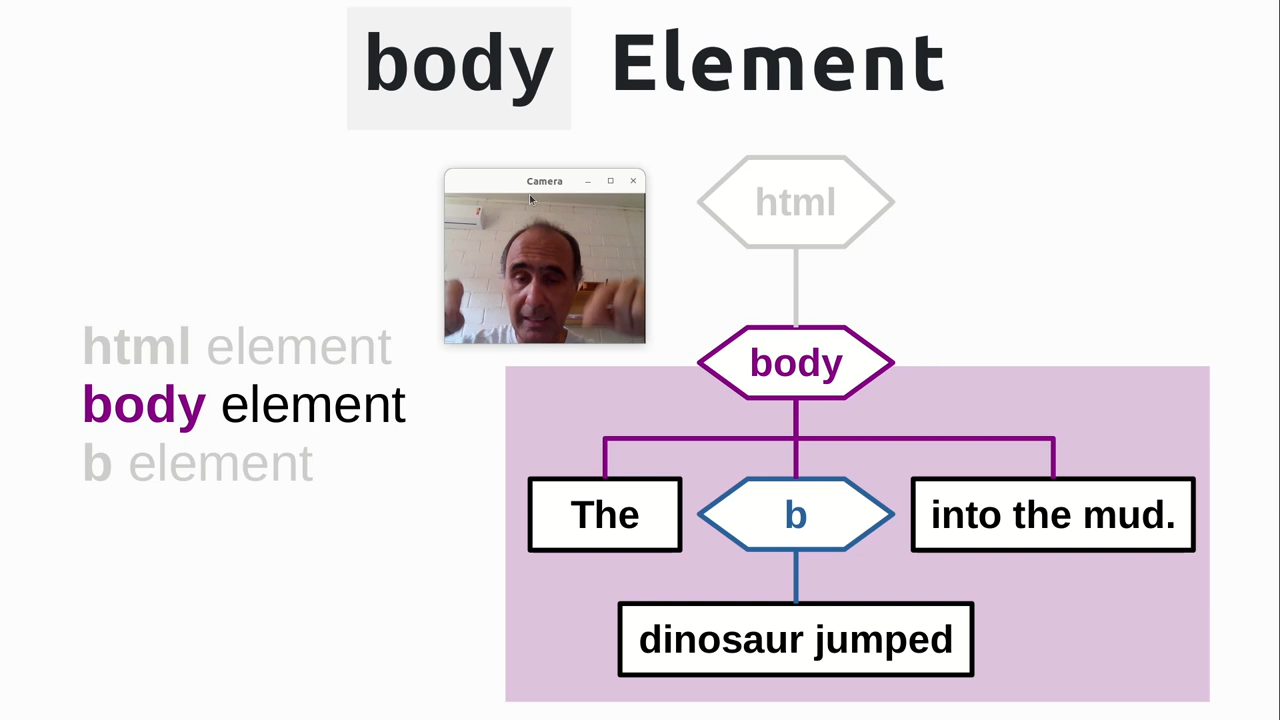 body Element
Camera
html
html element
body element
b element
body
The
b
into the mud.
dinosaur jumped